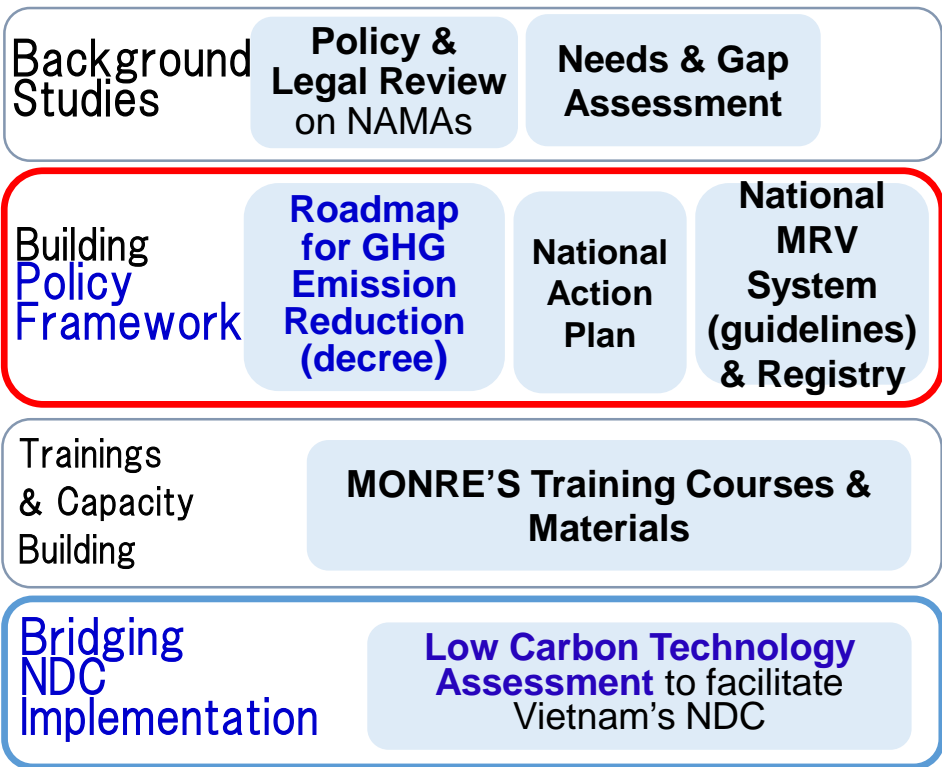 Background
Studies
Policy &
Legal Review
on NAMAs
Needs & Gap
Assessment
Building
Policy
Framework
Roadmap
for GHG
Emission
Reduction
(decree)
National
Action
Plan
National
MRV
System
(guidelines)
& Registry
Trainings
& Capacity
Building
MONRE’S Training Courses &
Materials
Bridging
NDC
Implementation
Low Carbon Technology
Assessment to facilitate
Vietnam’s NDC